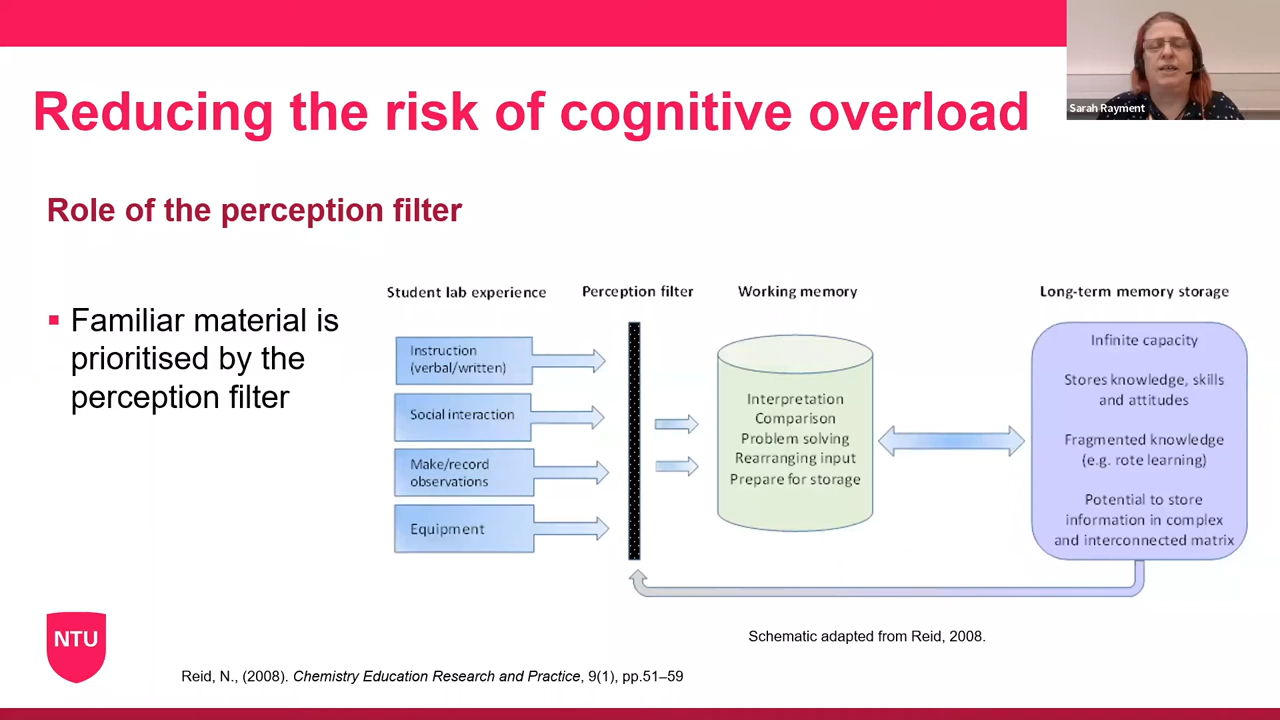 Sarah Rayment
Reducing the risk of cognitive overload
Role of the perception filter
▪ Familiar material is
prioritised by the
perception filter
Student lab experience
Instruction
(verbal/written)
Social interaction
Make/record
observations
Equipment
Perception filter
Working memory
Interpretation
Comparison
Problem solving
Rearranging input
Prepare for storage
Long-term memory storage
Infinite capacity
Stores knowledge, skills
and attitudes
Fragmented knowledge
(e.g. rote learning)
Potential to store
information in complex
and interconnected matrix
Schematic adapted from Reid, 2008.
NTU
Reid, N., (2008). Chemistry Education Research and Practice, 9(1), pp.51–59